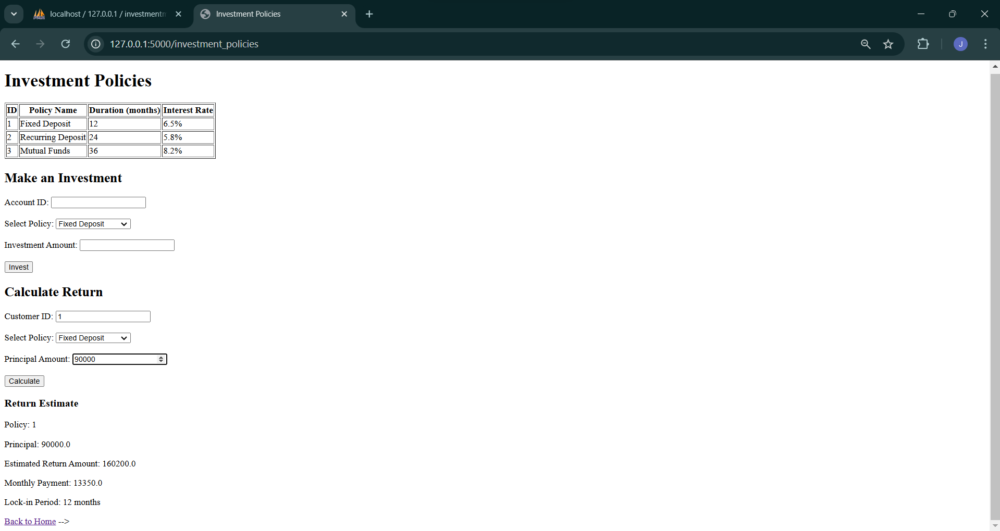 localhost / 127.0.0.1 / investmentm
Investment Policies
127.0.0.1:5000/investment_policies
J
Investment Policies
ID Policy Name Duration (months) Interest Rate
1 Fixed Deposit 12 6.5%
2 Recurring Deposit 24 5.8%
3 Mutual Funds 36 8.2%
Make an Investment
Account ID:
Select Policy: Fixed Deposit
Investment Amount:
Invest
Calculate Return
Customer ID: 1
Select Policy: Fixed Deposit
Principal Amount: 90000
Calculate
Return Estimate
Policy: 1
Principal: 90000.0
Estimated Return Amount: 160200.0
Monthly Payment: 13350.0
Lock-in Period: 12 months
Back to Home -->